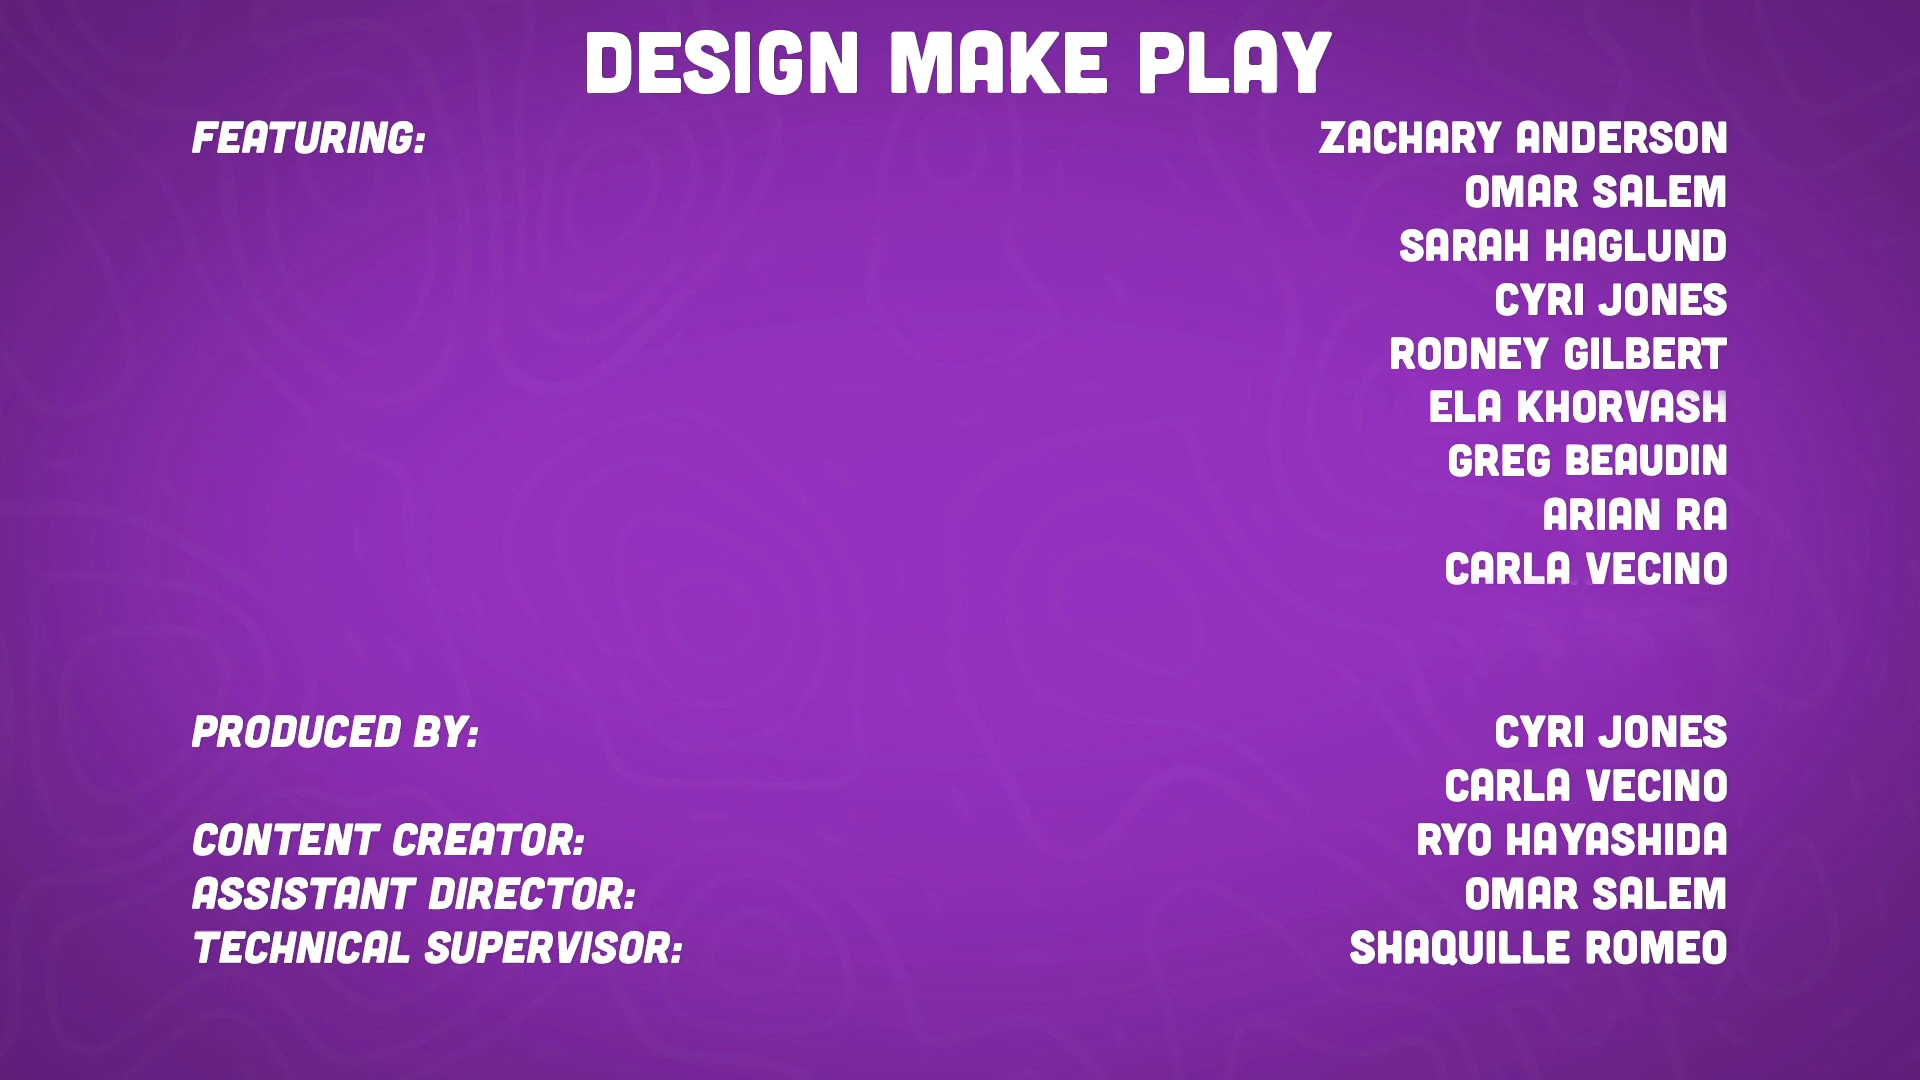 DESIGN MAKE PLAY
FEATURING: ZACHARY ANDERSON
OMAR SALEM
SARAH HAGLUND
CYRI JONES
RODNEY GILBERT
ELA KHORVASH
GREG BEAUDIN
ARIAN RA
CARLA VECINO
PRODUCED BY: CYRI JONES
CARLA VECINO
CONTENT CREATOR: RYO HAYASHIDA
ASSISTANT DIRECTOR: OMAR SALEM
TECHNICAL SUPERVISOR: SHAQUILLE ROMEO